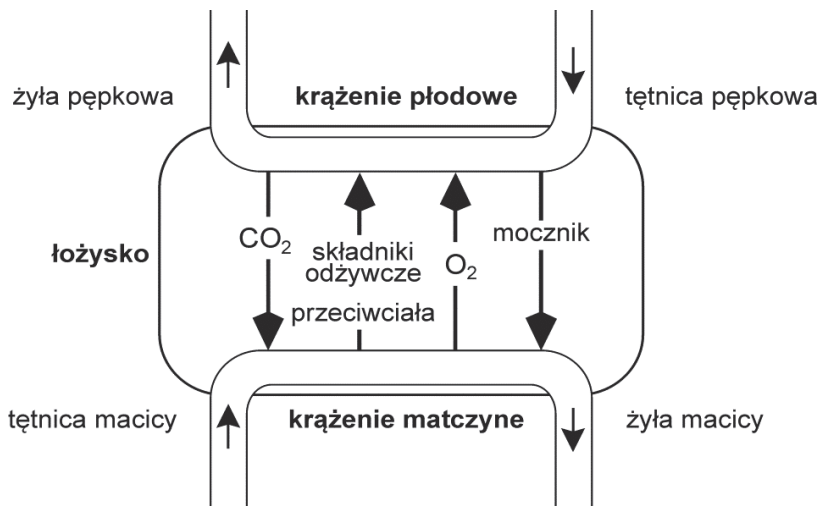 żyła pępkowa
krążenie płodowe
tętnica pępkowa
łożysko
CO₂
składniki
odżywcze
przeciwciała
O₂
mocznik
tętnica macicy
krążenie matczyne
żyła macicy